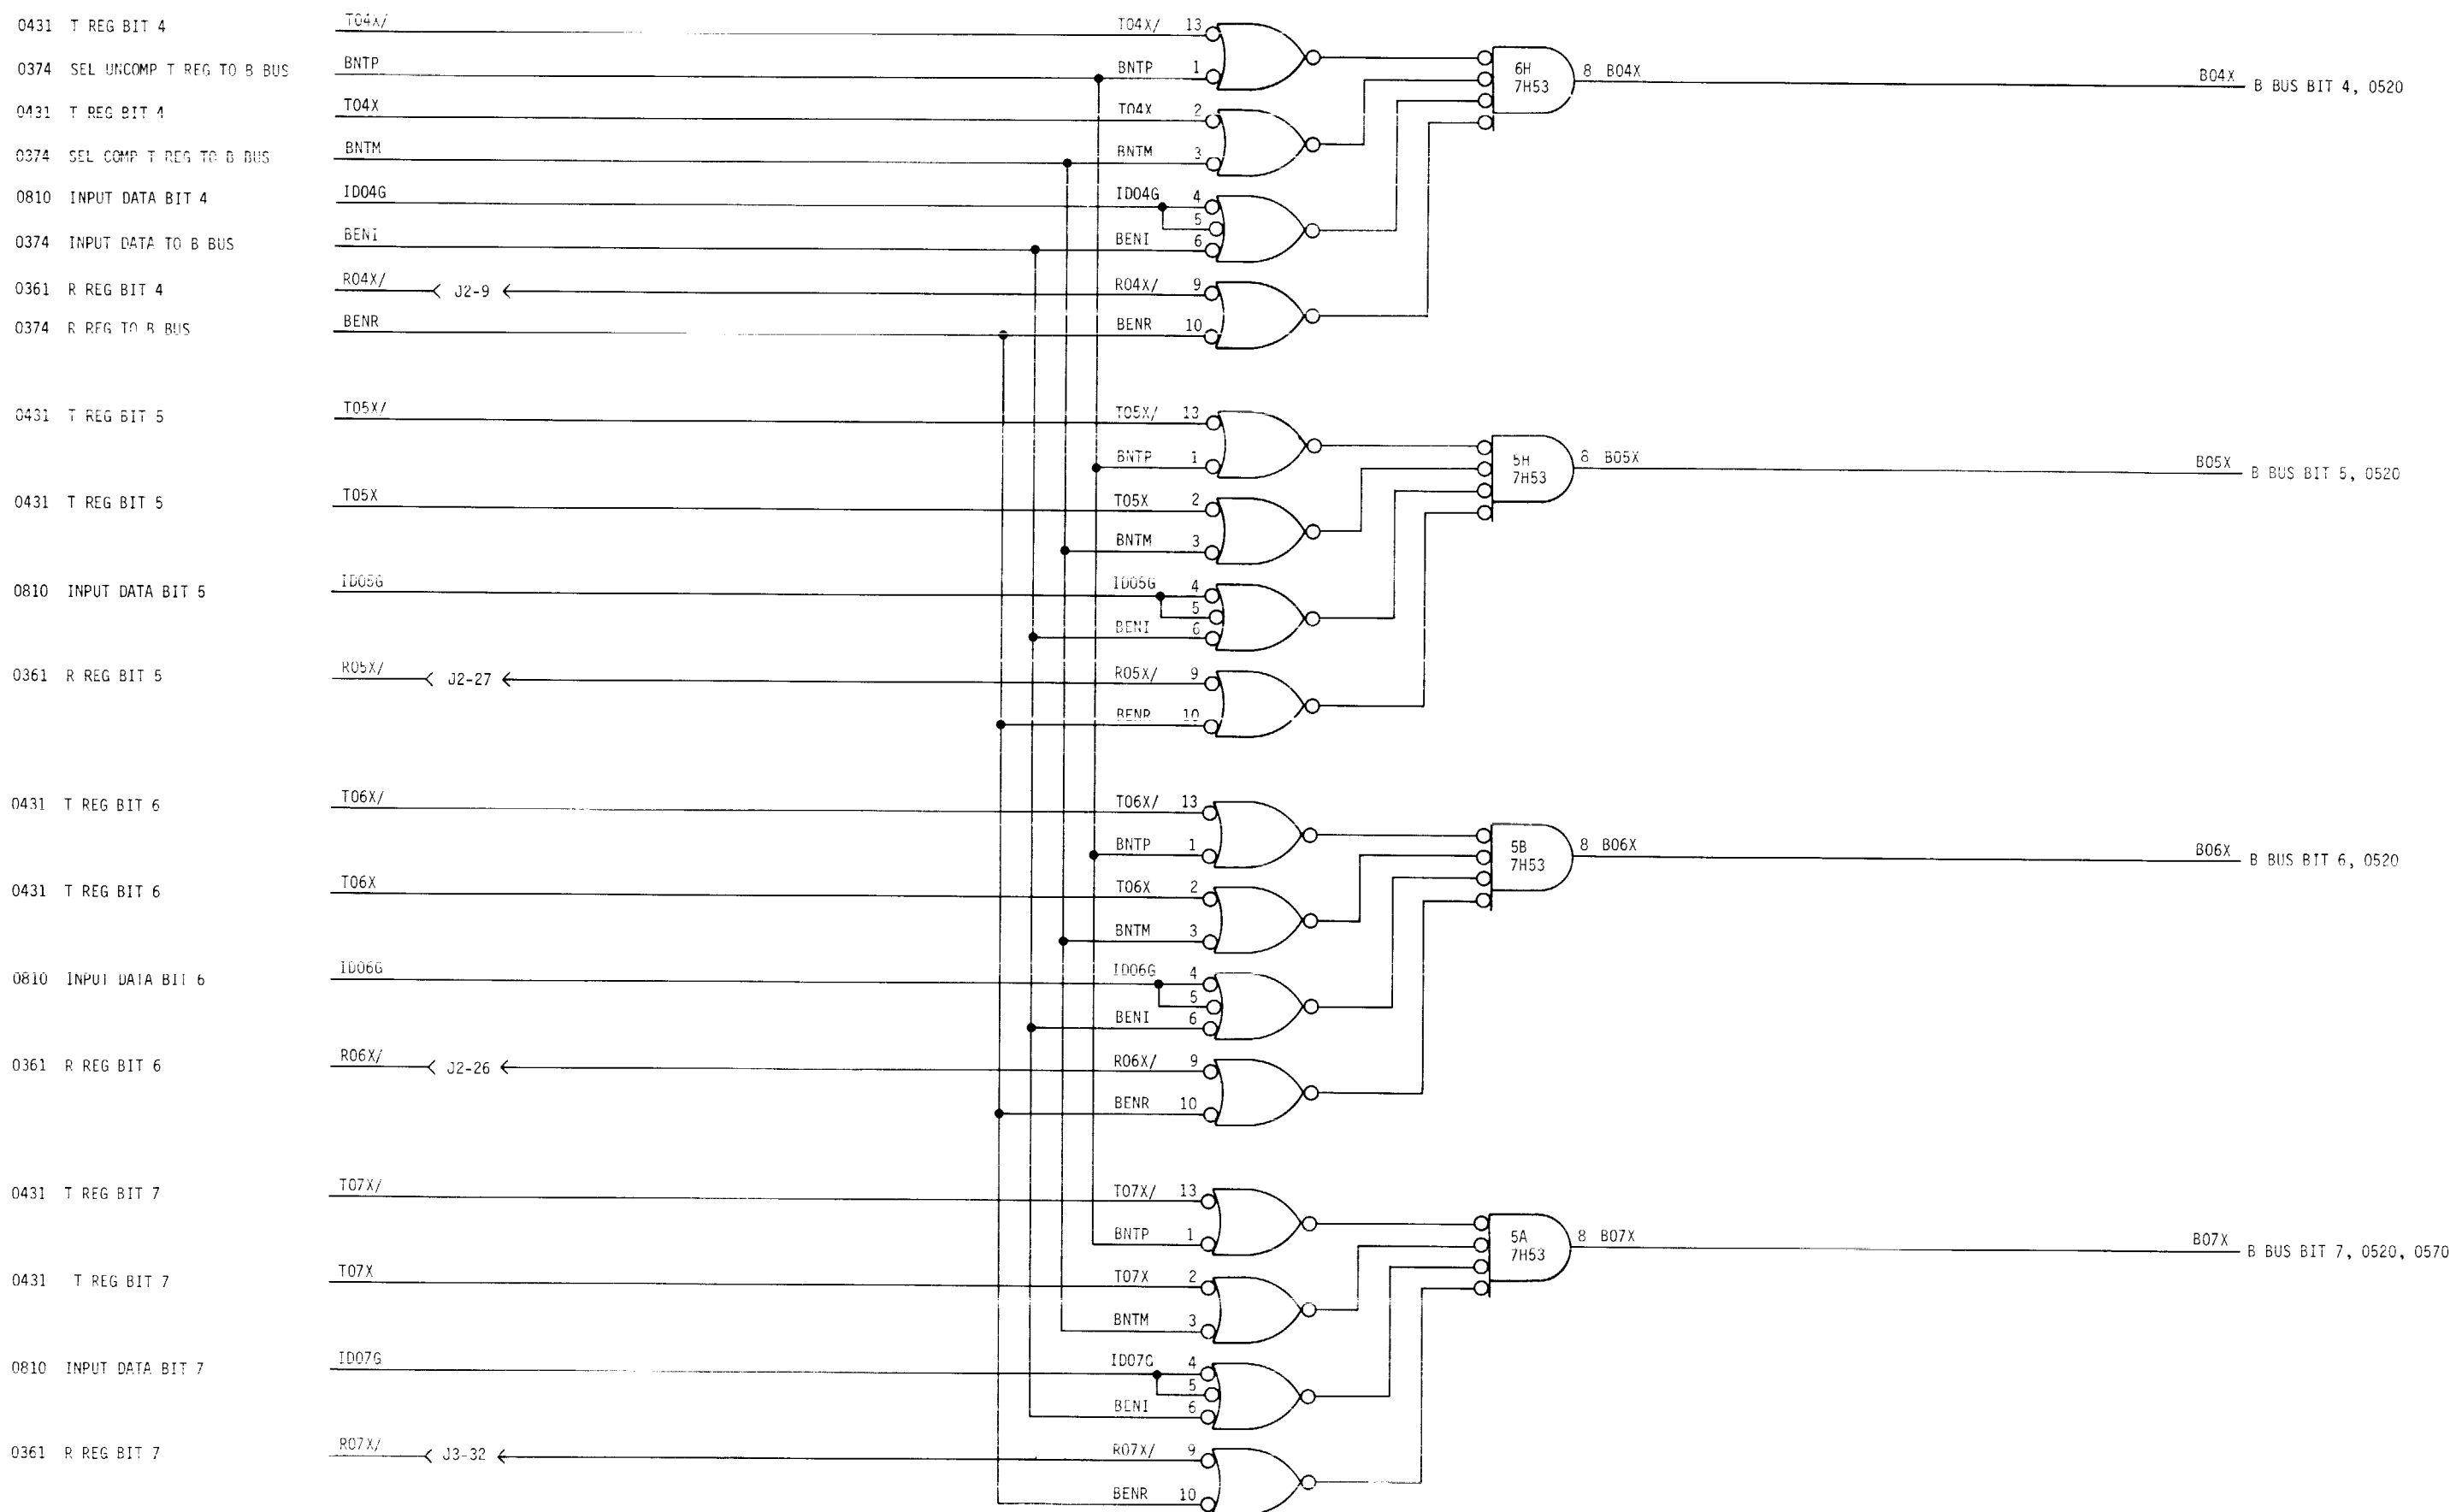 0431 T REG BIT 4 T04X/ T04X/ 13
0374 SEL UNCOMP T REG TO B BUS BNTP BNTP 1
6H
7H53
8 B04X B04X B BUS BIT 4, 0520
0431 T REG BIT 4 T04X T04X 2
0374 SEL COMP T REG TO B BUS BNTM BNTM 3
0810 INPUT DATA BIT 4 ID04G ID04G 4
5
0374 INPUT DATA TO B BUS BENI BENI 6
0361 R REG BIT 4 R04X/ J2-9 R04X/ 9
0374 R REG TO B BUS BENR BENR 10
0431 T REG BIT 5 T05X/ T05X/ 13
BNTP 1
5H
7H53
8 B05X B05X B BUS BIT 5, 0520
0431 T REG BIT 5 T05X T05X 2
BNTM 3
0810 INPUT DATA BIT 5 ID05G ID05G 4
5
BENI 6
0361 R REG BIT 5 R05X/ J2-27 R05X/ 9
BENR 10
0431 T REG BIT 6 T06X/ T06X/ 13
BNTP 1
5B
7H53
8 B06X B06X B BUS BIT 6, 0520
0431 T REG BIT 6 T06X T06X 2
BNTM 3
0810 INPUT DATA BIT 6 ID06G ID06G 4
5
BENI 6
0361 R REG BIT 6 R06X/ J2-26 R06X/ 9
BENR 10
0431 T REG BIT 7 T07X/ T07X/ 13
BNTP 1
5A
7H53
8 B07X B07X B BUS BIT 7, 0520, 0570
0431 T REG BIT 7 T07X T07X 2
BNTM 3
0810 INPUT DATA BIT 7 ID07G ID07G 4
5
BENI 6
0361 R REG BIT 7 R07X/ J3-32 R07X/ 9
BENR 10